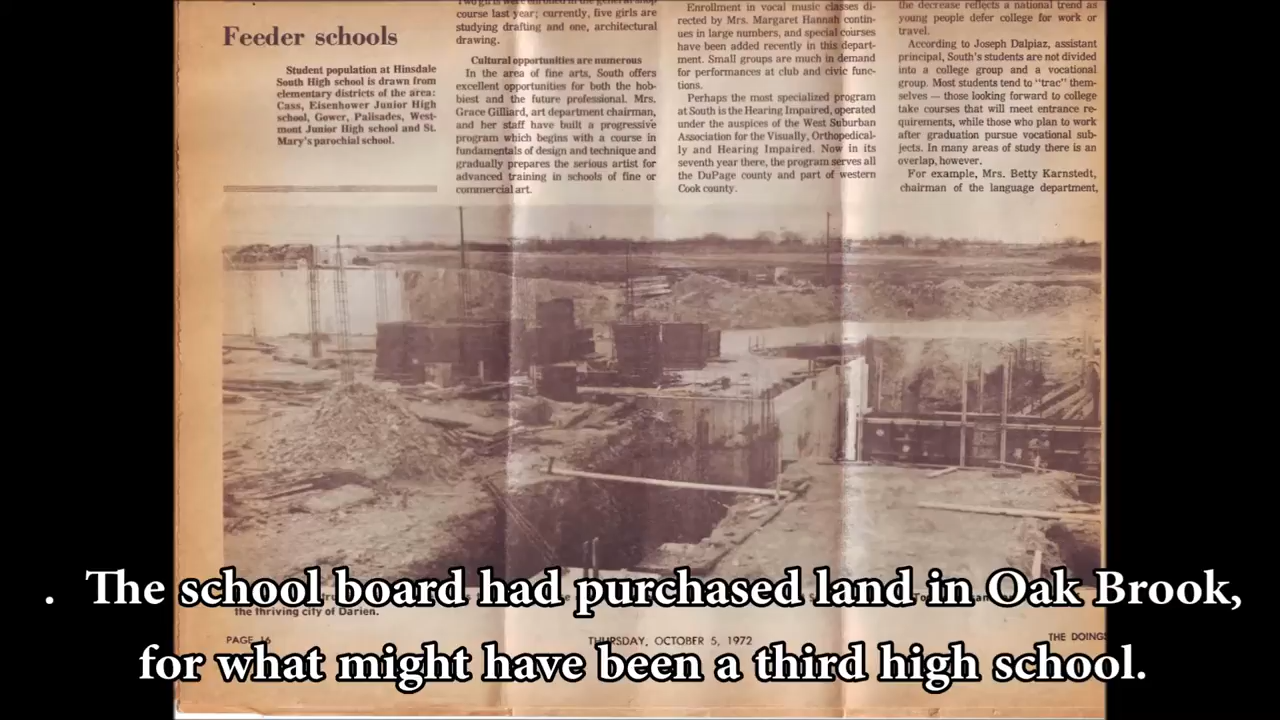 Feeder schools
Student population at Hinsdale
South High school is drawn from
elementary districts of the area:
Cass, Eisenhower Junior High
school, Gower, Palisades, West-
mont Junior High school and St.
Mary's parochial school.
course last year; currently, five girls are
studying drafting and one, architectural
drawing.
Cultural opportunities are numerous
In the area of fine arts, South offers
excellent opportunities for both the hob-
biest and the future professional. Mrs.
Grace Gilliard, art department chairman,
and her staff have built a progressive
program which begins with a course in
fundamentals of design and technique and
gradually prepares the serious artist for
advanced training in schools of fine or
commercial art.
Enrollment in vocal music classes di-
rected by Mrs. Margaret Hannah contin-
ues in large numbers, and special courses
have been added recently in this depart-
ment. Small groups are much in demand
for performances at club and civic func-
tions.
Perhaps the most specialized program
at South is the Hearing Impaired, operated
under the auspices of the West Suburban
Association for the Visually, Orthopedical-
ly and Hearing Impaired. Now in its
seventh year there, the program serves all
the DuPage county and part of western
Cook county.
the decrease reflects a national trend as
young people defer college for work or
travel.
According to Joseph Dalpiaz, assistant
principal, South's students are not divided
into a college group and a vocational
group. Most students tend to "trac" them-
selves — those looking forward to college
take courses that will meet entrance re-
quirements, while those who plan to work
after graduation pursue vocational sub-
jects. In many areas of study there is an
overlap, however.
For example, Mrs. Betty Karnstedt,
chairman of the language department,
. The school board had purchased land in Oak Brook,
the thriving city of Darien.
PAGE 16 THURSDAY, OCTOBER 5, 1972 THE DOINGS
for what might have been a third high school.